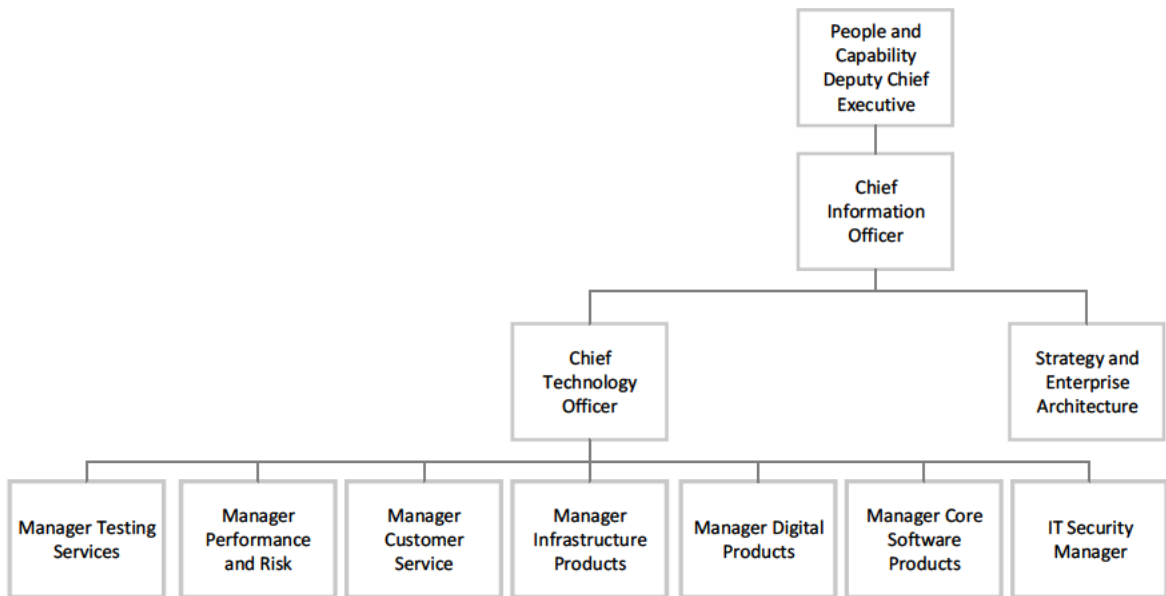 People and
Capability
Deputy Chief
Executive
Chief
Information
Officer
Chief
Technology
Officer
Strategy and
Enterprise
Architecture
Manager Testing
Services
Manager
Performance
and Risk
Manager
Customer
Service
Manager
Infrastructure
Products
Manager Digital
Products
Manager Core
Software
Products
IT Security
Manager